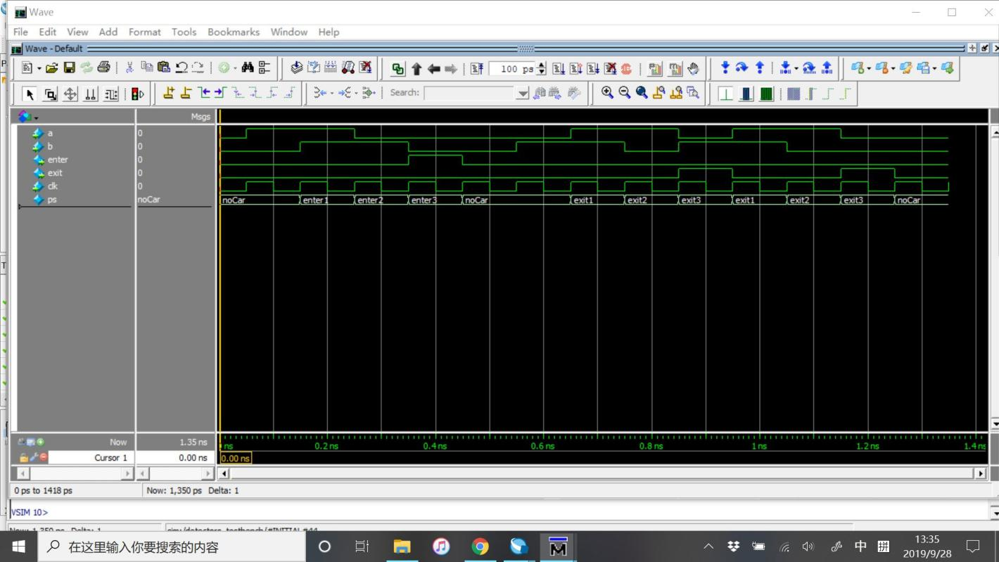 Wave
File Edit View Add Format Tools Bookmarks Window Help
Wave - Default
100 ps
Search:
Msgs
a 0
b 0
enter 0
exit 0
clk 0
ps noCar
noCar enter1 enter2 enter3 noCar exit1 exit2 exit3 exit1 exit2 exit3 noCar
Now 1.35 ns
ns 0.2 ns 0.4 ns 0.6 ns 0.8 ns 1 ns 1.2 ns 1.4 ns
Cursor 1 0.00 ns
0.00 ns
0 ps to 1418 ps Now: 1,350 ps Delta: 1
VSIM 10>
Now: 1,350 ps Delta: 1
在这里输入你要搜索的内容
中 拼
13:35
2019/9/28